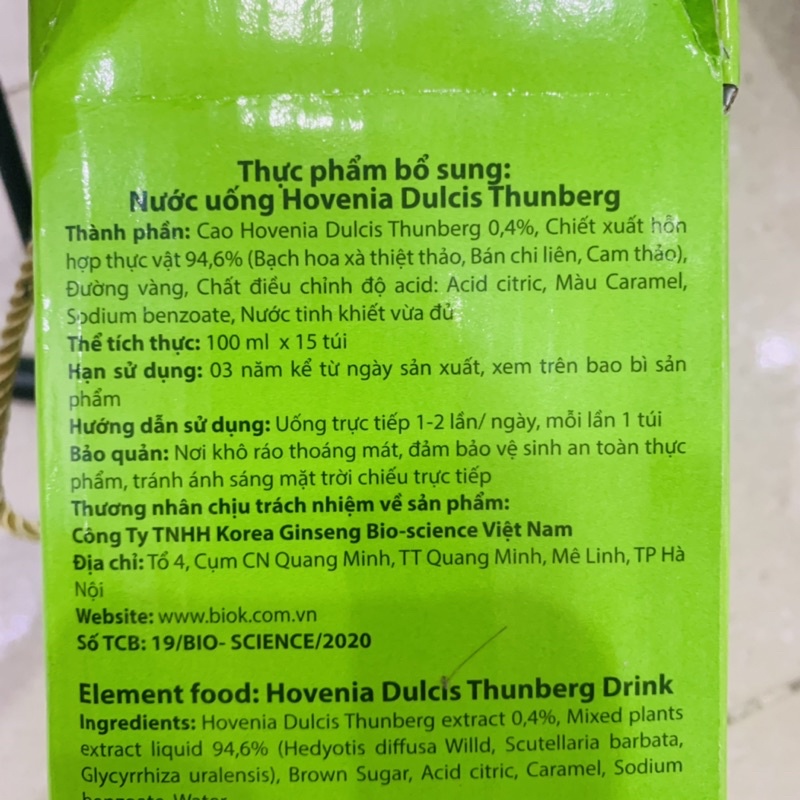 Thực phẩm bổ sung:
Nước uống Hovenia Dulcis Thunberg
Thành phần: Cao Hovenia Dulcis Thunberg 0,4%, Chiết xuất hỗn
hợp thực vật 94,6% (Bạch hoa xà thiệt thảo, Bán chi liên, Cam thảo),
Đường vàng, Chất điều chỉnh độ acid: Acid citric, Màu Caramel,
Sodium benzoate, Nước tinh khiết vừa đủ
Thể tích thực: 100 ml x 15 túi
Hạn sử dụng: 03 năm kể từ ngày sản xuất, xem trên bao bì sản
phẩm
Hướng dẫn sử dụng: Uống trực tiếp 1-2 lần/ ngày, mỗi lần 1 túi
Bảo quản: Nơi khô ráo thoáng mát, đảm bảo vệ sinh an toàn thực
phẩm, tránh ánh sáng mặt trời chiếu trực tiếp
Thương nhân chịu trách nhiệm về sản phẩm:
Công Ty TNHH Korea Ginseng Bio-science Việt Nam
Địa chỉ: Tổ 4, Cụm CN Quang Minh, TT Quang Minh, Mê Linh, TP Hà
Nội
Website: www.biok.com.vn
Số TCB: 19/BIO- SCIENCE/2020
Element food: Hovenia Dulcis Thunberg Drink
Ingredients: Hovenia Dulcis Thunberg extract 0,4%, Mixed plants
extract liquid 94,6% (Hedyotis diffusa Willd, Scutellaria barbata,
Glycyrrhiza uralensis), Brown Sugar, Acid citric, Caramel, Sodium
benzoate, Water